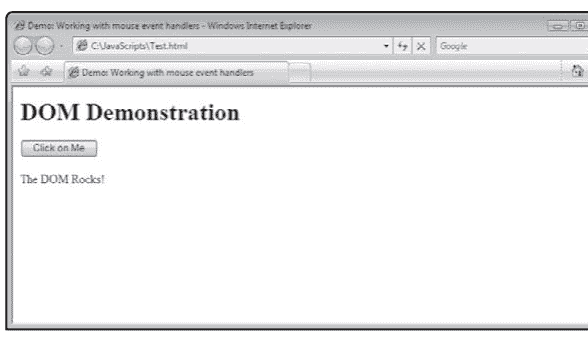 Demo: Working with mouse event handlers - Windows Internet Explorer
C:\JavaScripts\Test.html
Google
Demo: Working with mouse event handlers
DOM Demonstration
Click on Me
The DOM Rocks!